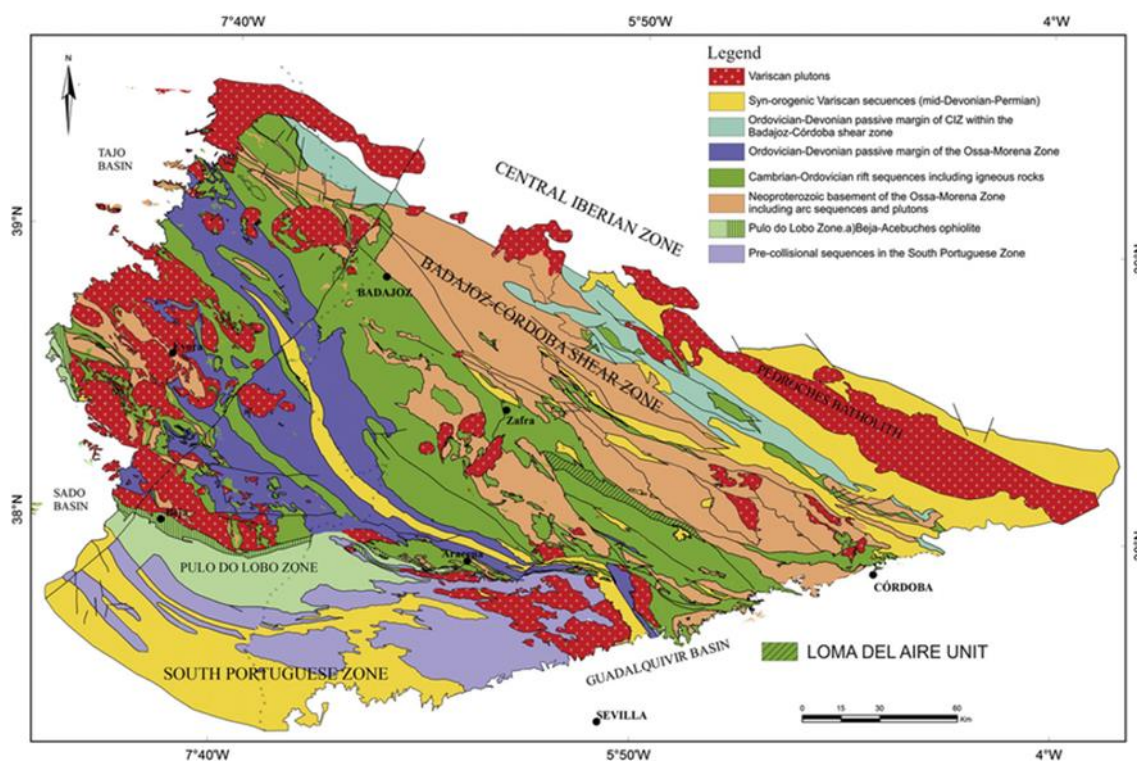 7°40'W
5°50'W
4°W
N
Legend
Variscan plutons
Syn-orogenic Variscan secuences (mid-Devonian-Permian)
Ordovician-Devonian passive margin of CIZ within the
Badajoz-Córdoba shear zone
Ordovician-Devonian passive margin of the Ossa-Morena Zone
Cambrian-Ordovician rift sequences including igneous rocks
Neoproterozoic basement of the Ossa-Morena Zone
including arc sequences and plutons
Pulo do Lobo Zone.a)Beja-Acebuches ophiolite
Pre-collisional sequences in the South Portuguese Zone
TAJO
BASIN
CENTRAL IBERIAN ZONE
39°N
BADAJOZ
BADAJOZ-CÓRDOBA SHEAR ZONE
PEDROCHES BATHOLITH
Zafra
SADO
BASIN
38°N
PULO DO LOBO ZONE
Aracena
CÓRDOBA
SOUTH PORTUGUESE ZONE
GUADALQUIVIR BASIN
LOMA DEL AIRE UNIT
SEVILLA
0 15 30 60
Km
7°40'W
5°50'W
4°W